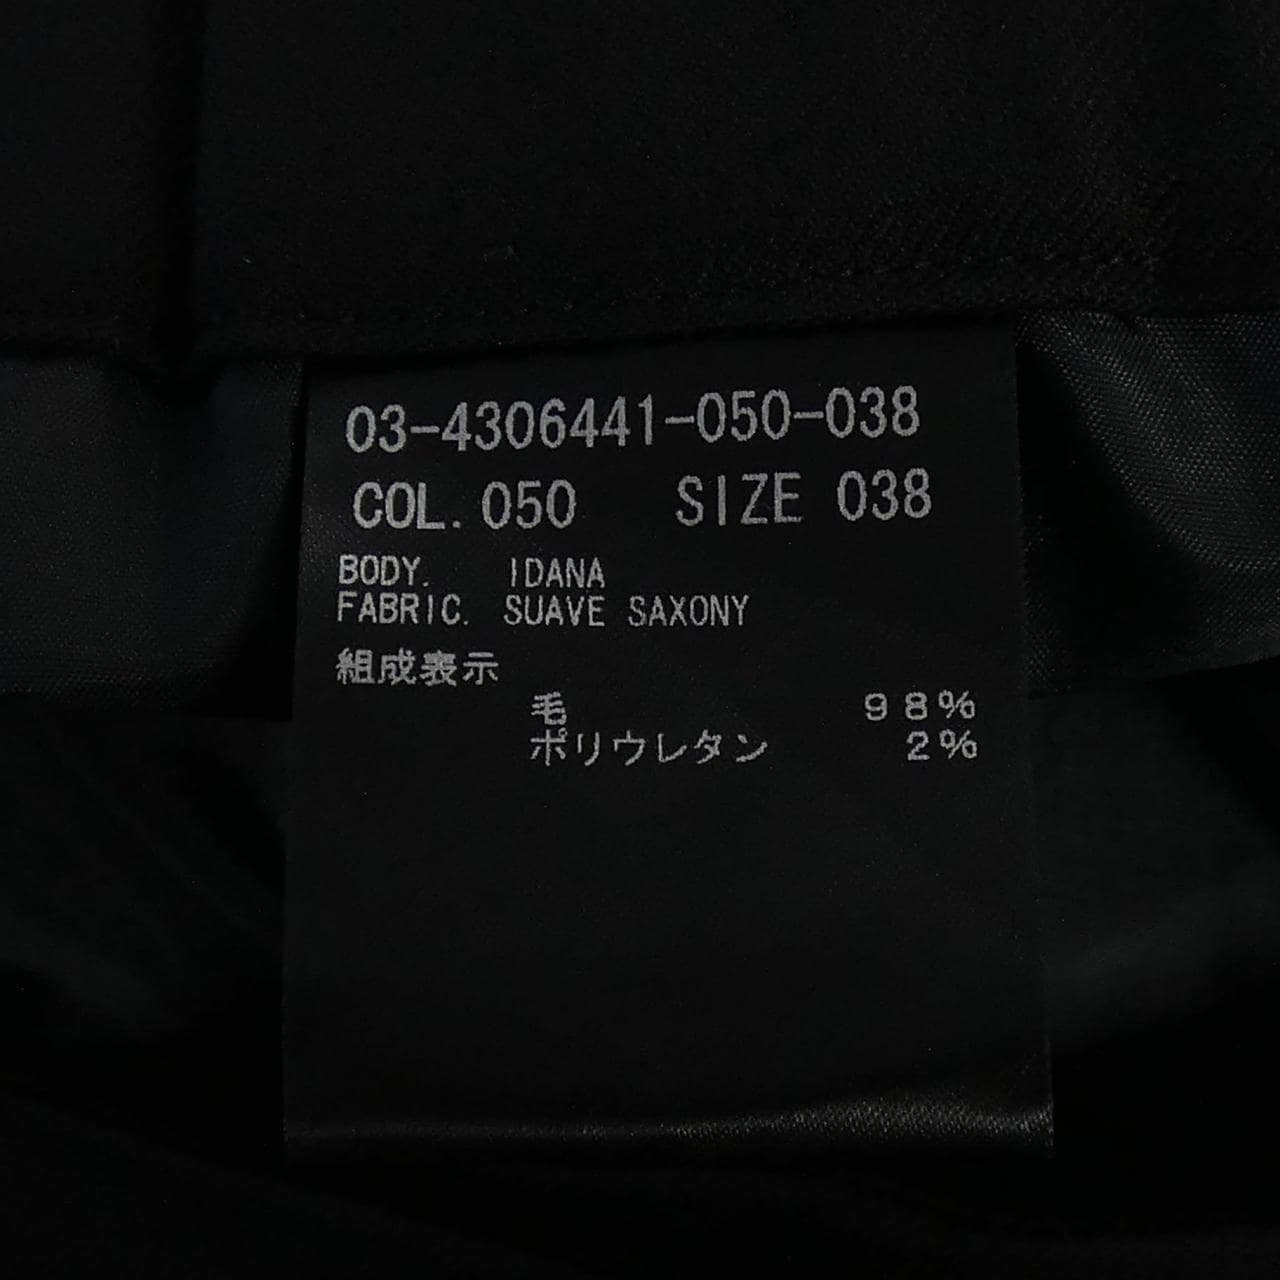 03-4306441-050-038
COL. 050 SIZE 038
BODY. IDANA
FABRIC. SUAVE SAXONY
組成表示
毛 98%
ポリウレタン 2%